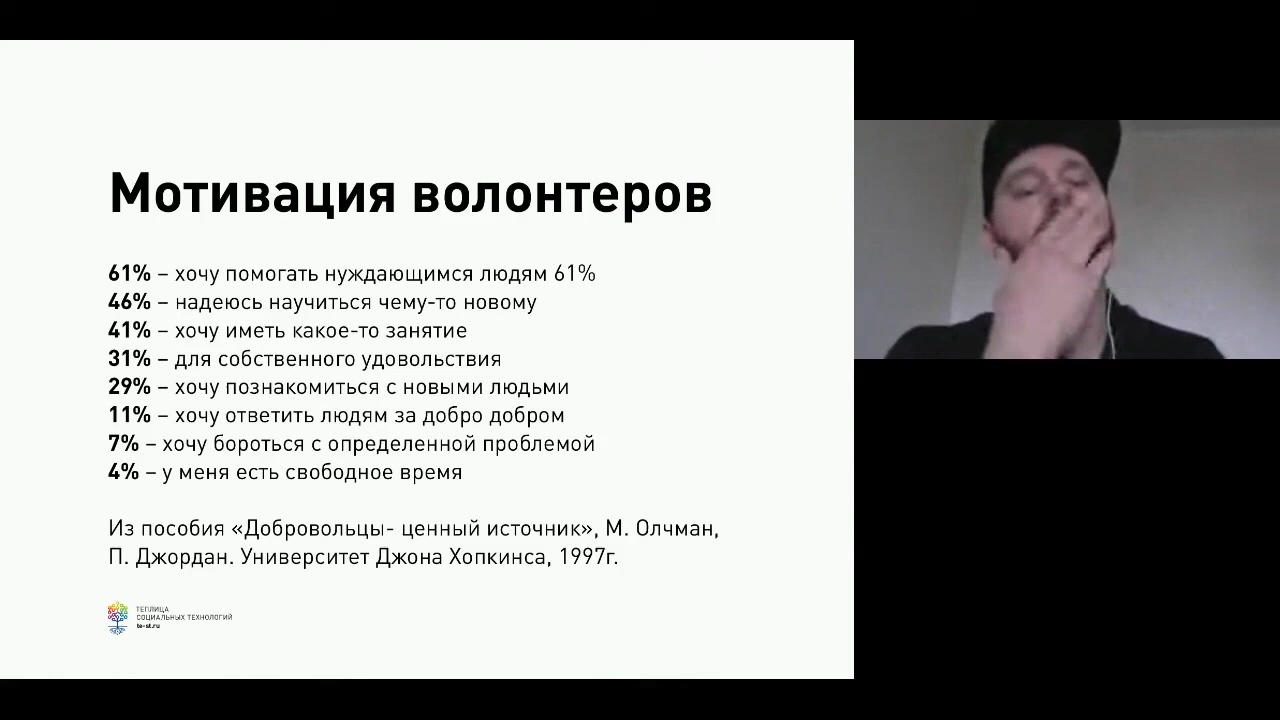 Мотивация волонтеров
61% – хочу помогать нуждающимся людям 61%
46% – надеюсь научиться чему-то новому
41% – хочу иметь какое-то занятие
31% – для собственного удовольствия
29% – хочу познакомиться с новыми людьми
11% – хочу ответить людям за добро добром
7% – хочу бороться с определенной проблемой
4% – у меня есть свободное время
Из пособия «Добровольцы- ценный источник», М. Олчман,
П. Джордан. Университет Джона Хопкинса, 1997г.
ТЕПЛИЦА
СОЦИАЛЬНЫХ ТЕХНОЛОГИЙ
te-st.ru